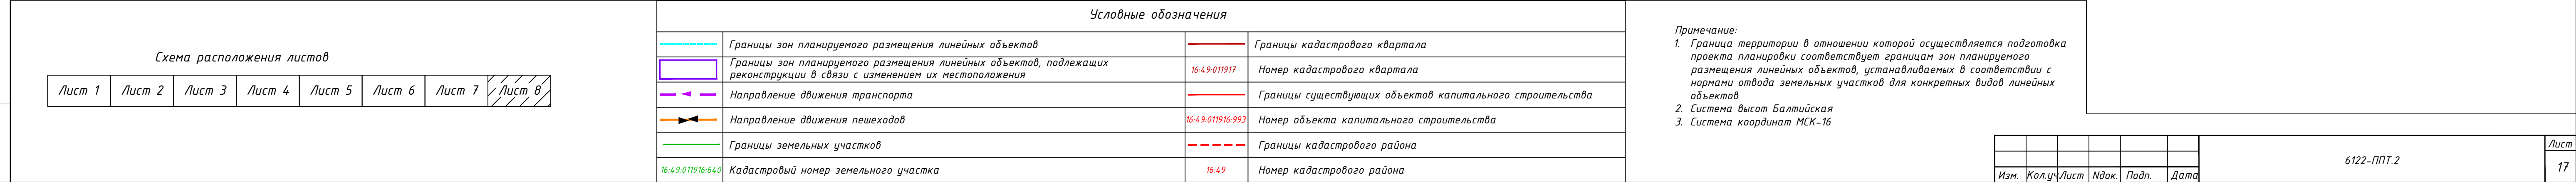 Схема расположения листов
Лист 1 Лист 2 Лист 3 Лист 4 Лист 5 Лист 6 Лист 7 Лист 8
Условные обозначения
Границы зон планируемого размещения линейных объектов
Границы зон планируемого размещения линейных объектов, подлежащих
реконструкции в связи с изменением их местоположения
Направление движения транспорта
Направление движения пешеходов
Границы земельных участков
16:49:011916:640 Кадастровый номер земельного участка
Границы кадастрового квартала
16:49:011917 Номер кадастрового квартала
Границы существующих объектов капитального строительства
16:49:011916:993 Номер объекта капитального строительства
Границы кадастрового района
16:49 Номер кадастрового района
Примечание:
1. Граница территории в отношении которой осуществляется подготовка
проекта планировки соответствует границам зон планируемого
размещения линейных объектов, устанавливаемых в соответствии с
нормами отвода земельных участков для конкретных видов линейных
объектов
2. Система высот Балтийская
3. Система координат МСК-16
Изм. Кол.уч Лист Nдок. Подп. Дата
6122-ППТ.2
Лист
17